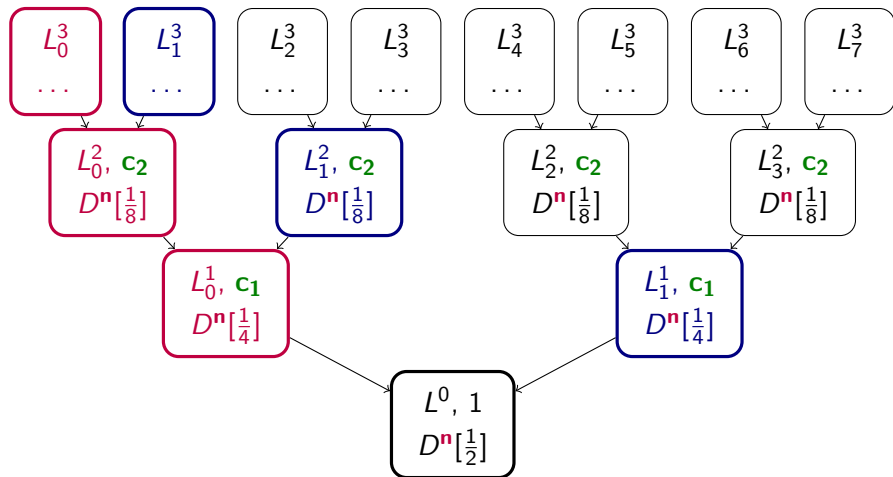 L_0^3 L_1^3 L_2^3 L_3^3 L_4^3 L_5^3 L_6^3 L_7^3
... ... ... ... ... ... ... ...
L_0^2, c_2 L_1^2, c_2 L_2^2, c_2 L_3^2, c_2
D^n[1/8] D^n[1/8] D^n[1/8] D^n[1/8]
L_0^1, c_1 L_1^1, c_1
D^n[1/4] D^n[1/4]
L^0, 1
D^n[1/2]